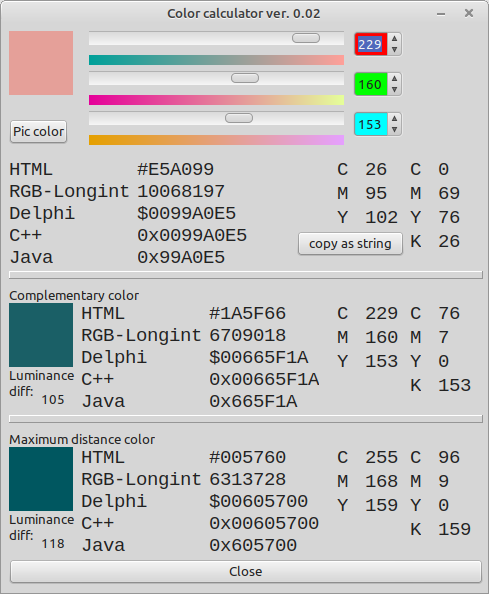 Color calculator ver. 0.02
229
160
Pic color
153
HTML #E5A099 C 26 C 0
RGB-Longint 10068197 M 95 M 69
Delphi $0099A0E5 Y 102 Y 76
C++ 0x0099A0E5 copy as string K 26
Java 0x99A0E5
Complementary color
HTML #1A5F66 C 229 C 76
RGB-Longint 6709018 M 160 M 7
Delphi $00665F1A Y 153 Y 0
Luminance diff: 105
C++ 0x00665F1A K 153
Java 0x665F1A
Maximum distance color
HTML #005760 C 255 C 96
RGB-Longint 6313728 M 168 M 9
Delphi $00605700 Y 159 Y 0
Luminance diff: 118
C++ 0x00605700 K 159
Java 0x605700
Close